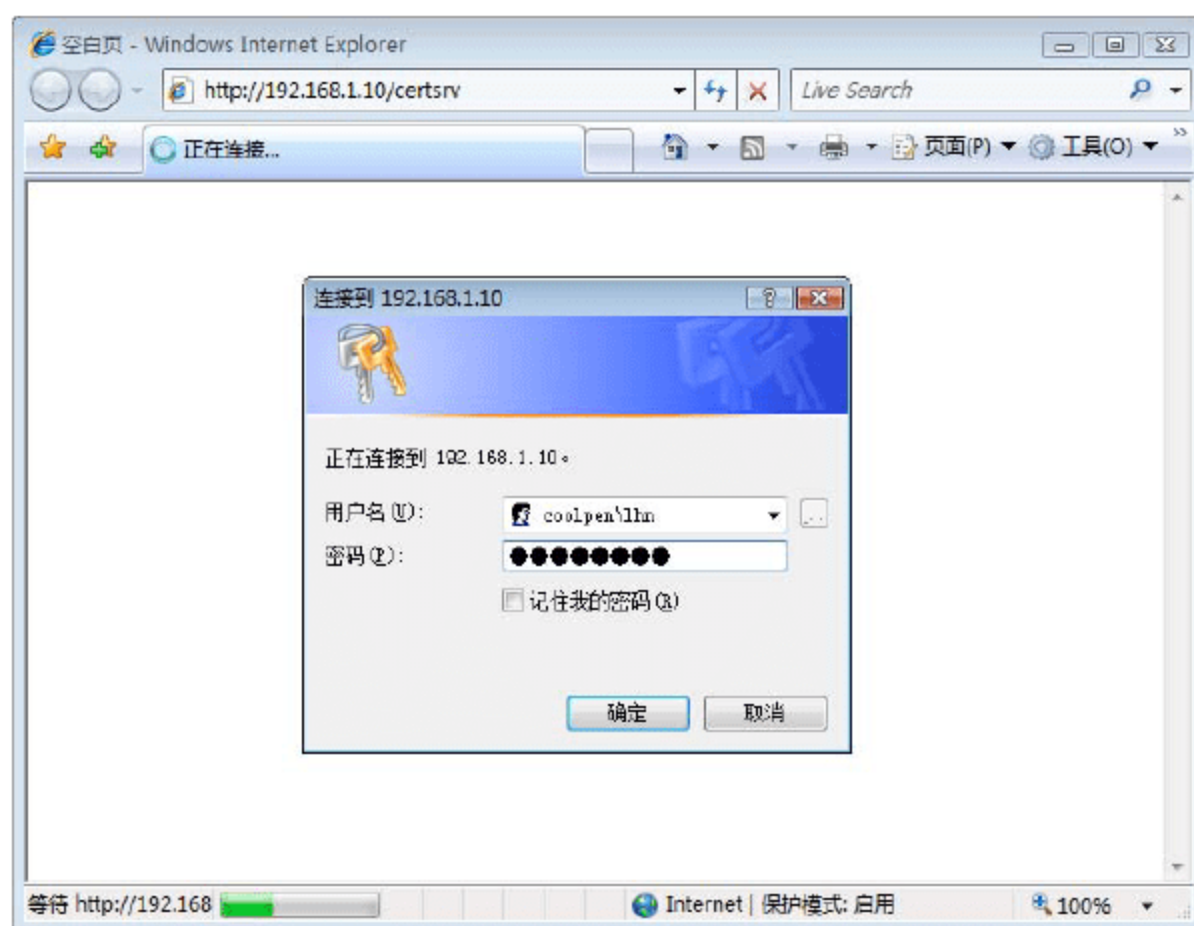 空白页 - Windows Internet Explorer
http://192.168.1.10/certsrv
Live Search
正在连接...
页面(P)
工具(O)
连接到 192.168.1.10
正在连接到 192.168.1.10。
用户名(U):
coolpen\lhn
密码(P):
记住我的密码(R)
确定
取消
等待 http://192.168
Internet | 保护模式: 启用
100%